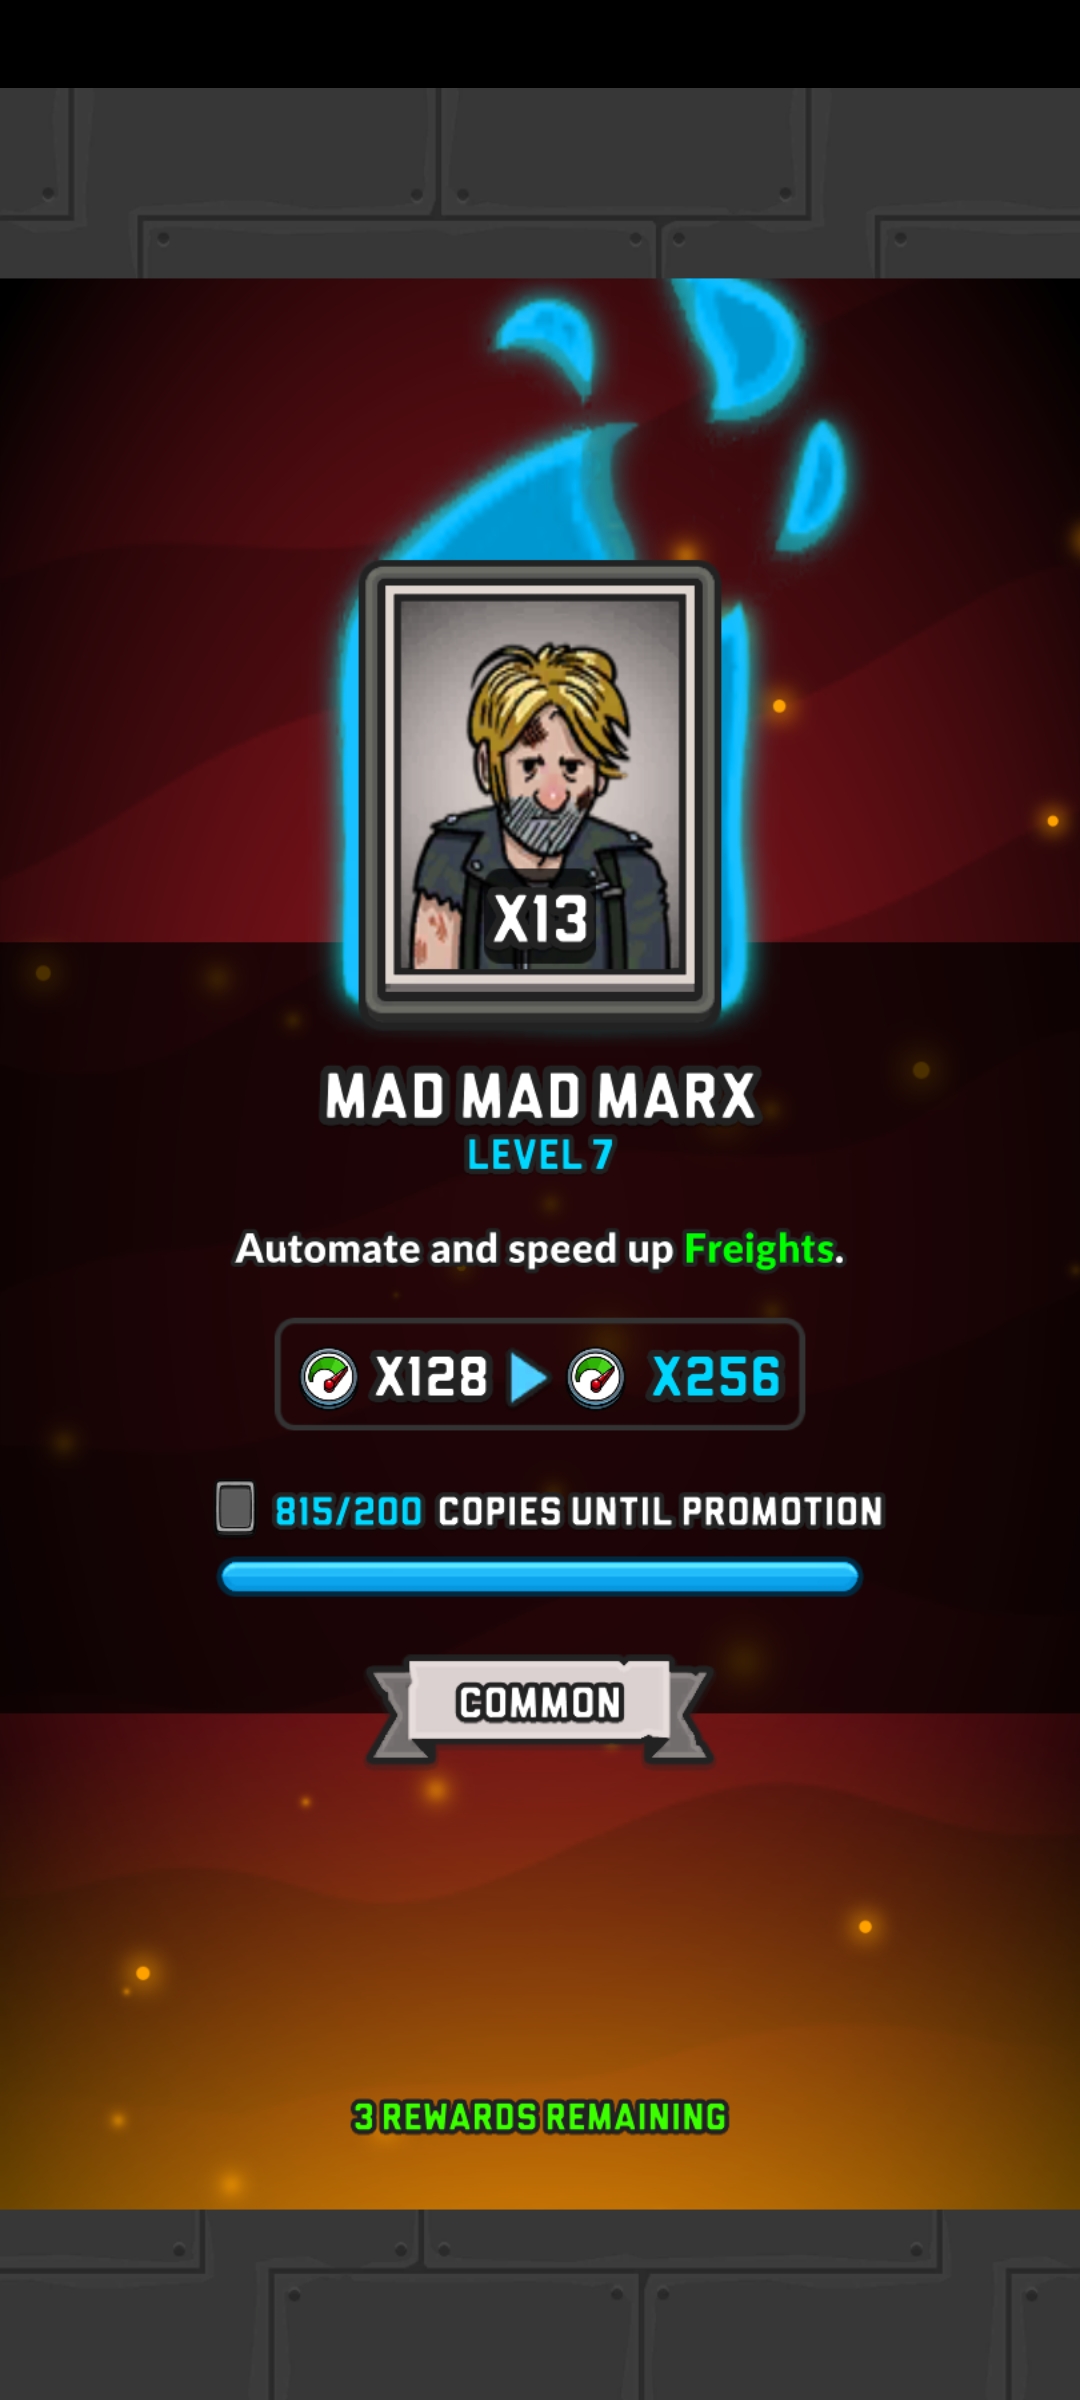 X13
MAD MAD MARX
LEVEL 7
Automate and speed up Freights.
X128 X256
815/200 COPIES UNTIL PROMOTION
COMMON
3 REWARDS REMAINING